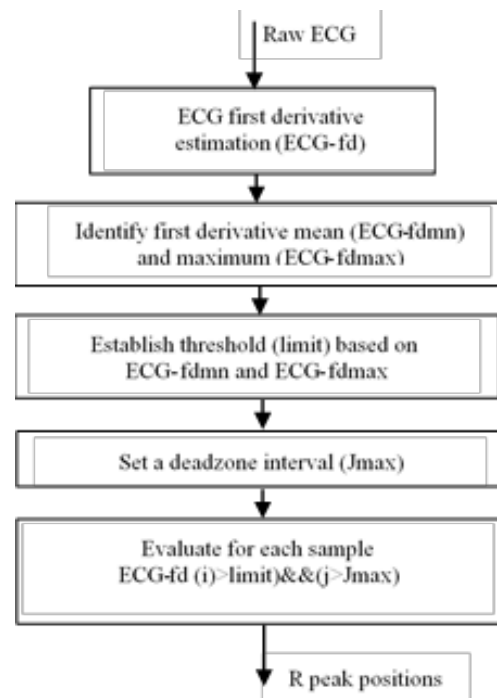 Raw ECG
ECG first derivative
estimation (ECG-fd)
Identify first derivative mean (ECG-fdmn)
and maximum (ECG-fdmax)
Establish threshold (limit) based on
ECG-fdmn and ECG-fdmax
Set a deadzone interval (Jmax)
Evaluate for each sample
ECG-fd (i)>limit)&&(j>Jmax)
R peak positions